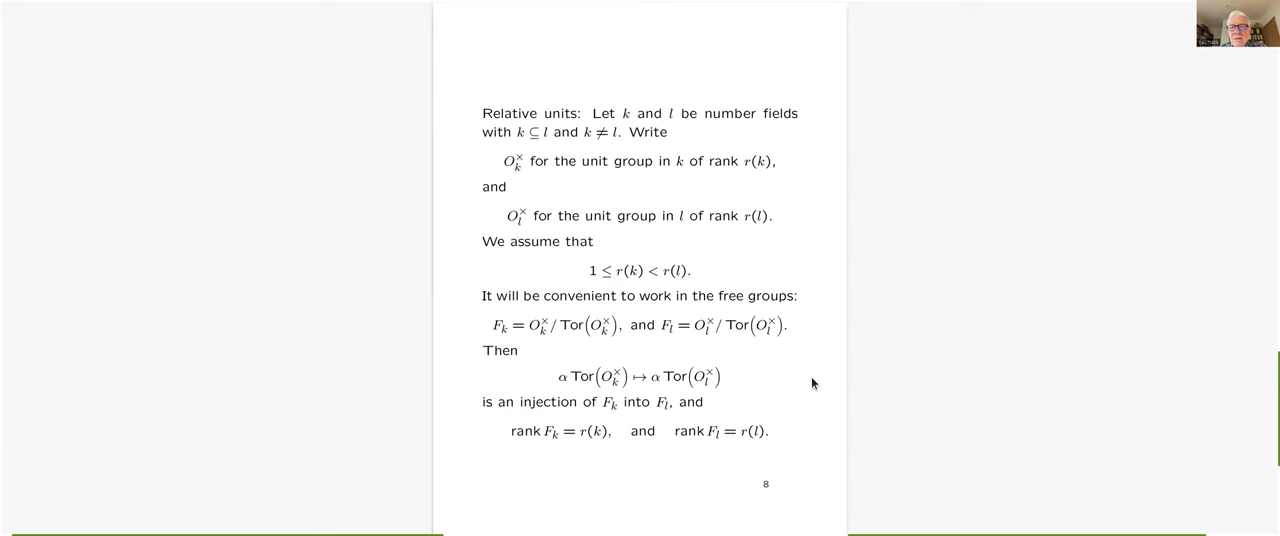 Relative units: Let k and l be number fields
with k ⊆ l and k ≠ l. Write
O_k^× for the unit group in k of rank r(k),
and
O_l^× for the unit group in l of rank r(l).
We assume that
1 ≤ r(k) < r(l).
It will be convenient to work in the free groups:
F_k = O_k^×/ Tor(O_k^×), and F_l = O_l^×/ Tor(O_l^×).
Then
α Tor(O_k^×) ↦ α Tor(O_l^×)
is an injection of F_k into F_l, and
rank F_k = r(k), and rank F_l = r(l).
8